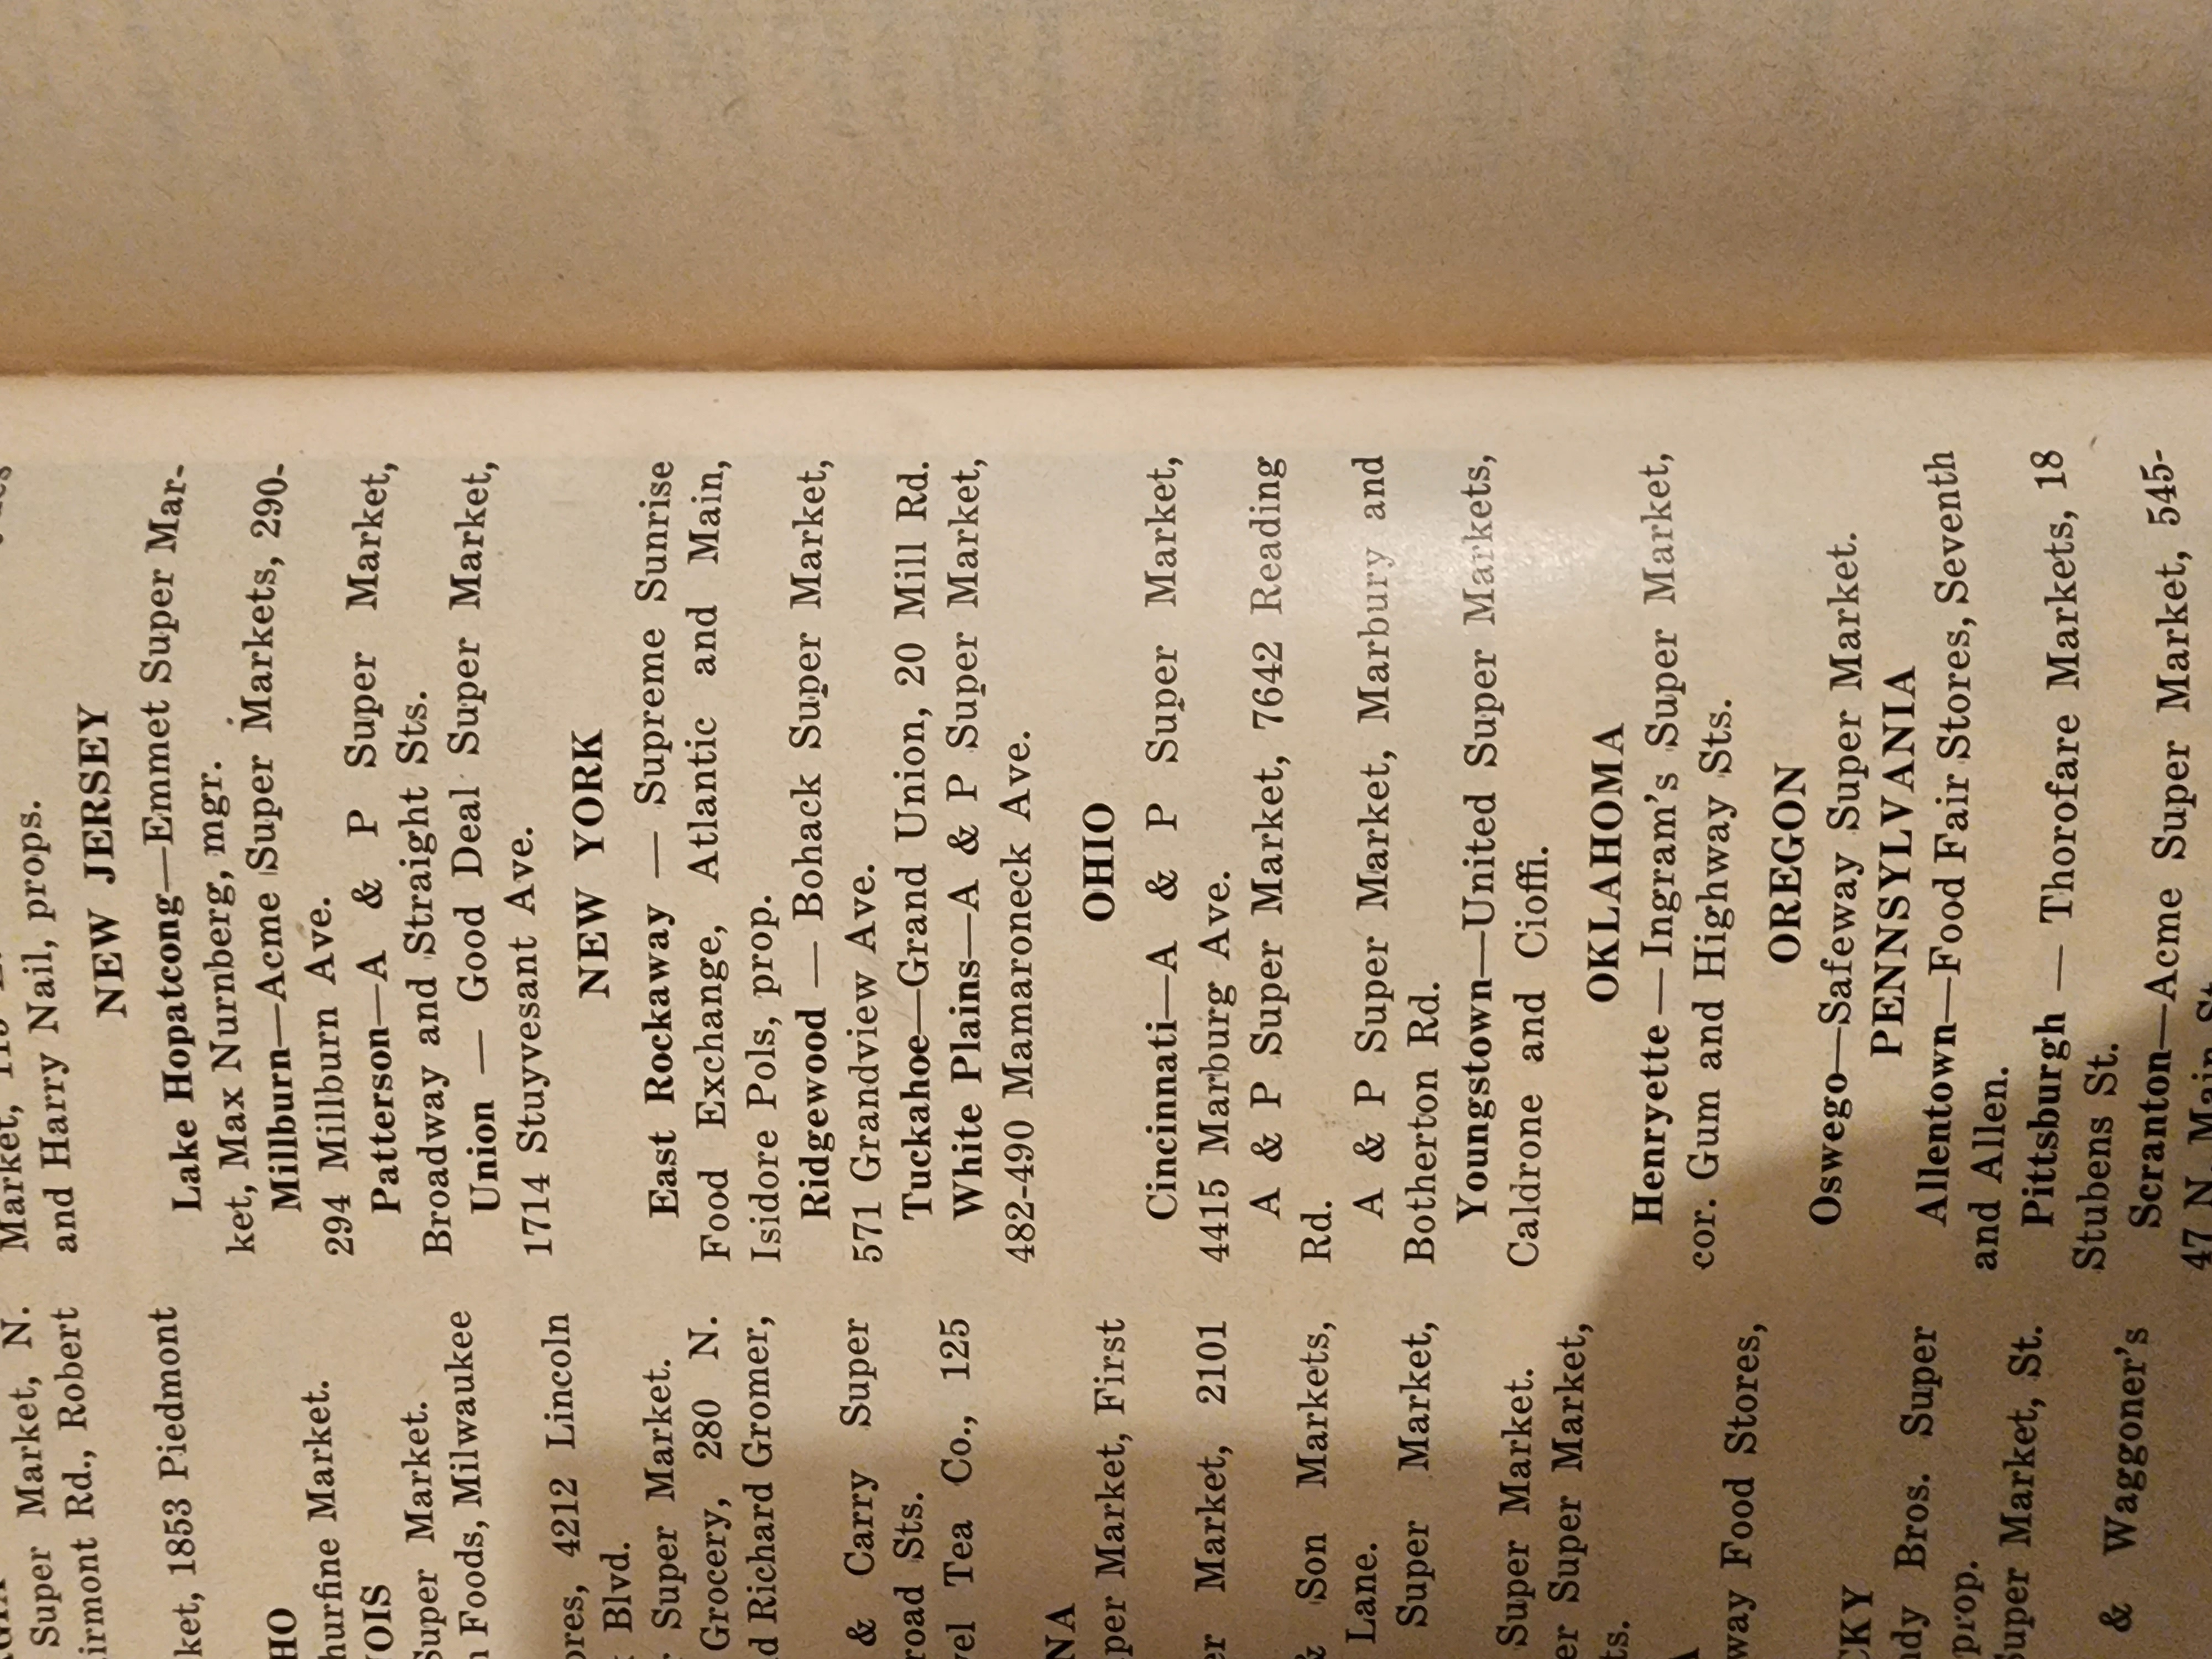 Super Market, N.
irmont Rd., Robert
ket, 1853 Piedmont
HO
hurfine Market.
OIS
Super Market.
n Foods, Milwaukee
ores, 4212 Lincoln
Blvd.
Super Market.
Grocery, 280 N.
d Richard Gromer,
& Carry Super
road Sts.
vel Tea Co., 125
NA
per Market, First
er Market, 2101
& Son Markets,
Lane.
Super Market,
Super Market.
er Super Market,
ts.
way Food Stores,
CKY
dy Bros. Super
prop.
Super Market, St.
& Waggoner's
Market,
and Harry Nail, props.
NEW JERSEY
Lake Hopatcong—Emmet Super Mar-
ket, Max Nurnberg, mgr.
Millburn—Acme Super Markets, 290-
294 Millburn Ave.
Patterson—A & P Super Market,
Broadway and Straight Sts.
Union — Good Deal Super Market,
1714 Stuyvesant Ave.
NEW YORK
East Rockaway — Supreme Sunrise
Food Exchange, Atlantic and Main,
Isidore Pols, prop.
Ridgewood — Bohack Super Market,
571 Grandview Ave.
Tuckahoe—Grand Union, 20 Mill Rd.
White Plains—A & P Super Market,
482-490 Mamaroneck Ave.
OHIO
Cincinnati—A & P Super Market,
4415 Marburg Ave.
A & P Super Market, 7642 Reading
Rd.
A & P Super Market, Marbury and
Botherton Rd.
Youngstown—United Super Markets,
Caldrone and Cioffi.
OKLAHOMA
Henryette—Ingram's Super Market,
cor. Gum and Highway Sts.
OREGON
Oswego—Safeway Super Market.
PENNSYLVANIA
Allentown—Food Fair Stores, Seventh
and Allen.
Pittsburgh — Thorofare Markets, 18
Stubens St.
Scranton—Acme Super Market, 545-
47 N. Main St.